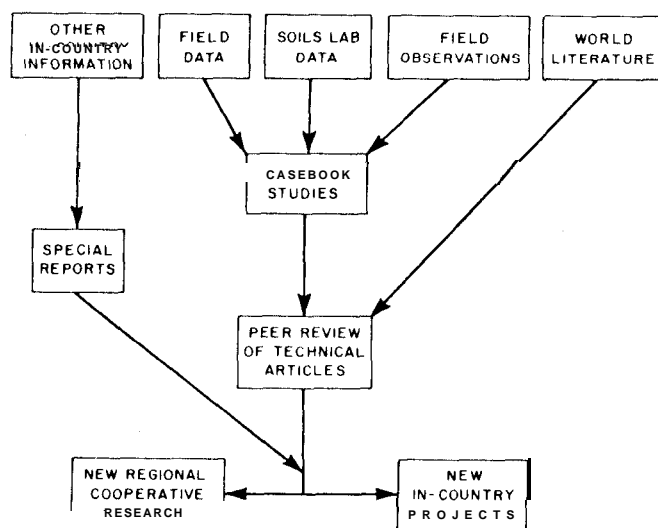 OTHER
IN-COUNTRY
INFORMATION
FIELD
DATA
SOILS LAB
DATA
FIELD
OBSERVATIONS
WORLD
LITERATURE
CASEBOOK
STUDIES
SPECIAL
REPORTS
PEER REVIEW
OF TECHNICAL
ARTICLES
NEW REGIONAL
COOPERATIVE
RESEARCH
NEW
IN-COUNTRY
PROJECTS